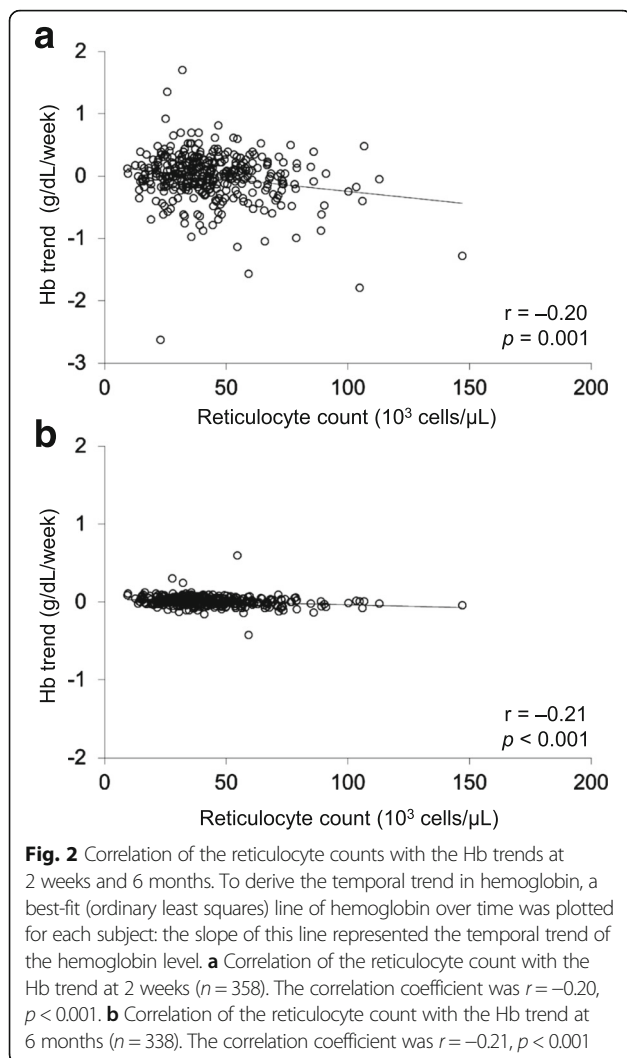 a
2
1
0
-1
-2
-3
Hb trend (g/dL/week)
r = –0.20
p = 0.001
0 50 100 150 200
Reticulocyte count (10³ cells/μL)
b
2
1
0
-1
-2
Hb trend (g/dL/week)
r = –0.21
p < 0.001
0 50 100 150 200
Reticulocyte count (10³ cells/μL)
Fig. 2 Correlation of the reticulocyte counts with the Hb trends at
2 weeks and 6 months. To derive the temporal trend in hemoglobin, a
best-fit (ordinary least squares) line of hemoglobin over time was plotted
for each subject: the slope of this line represented the temporal trend of
the hemoglobin level. a Correlation of the reticulocyte count with the
Hb trend at 2 weeks (n = 358). The correlation coefficient was r = −0.20,
p < 0.001. b Correlation of the reticulocyte count with the Hb trend at
6 months (n = 338). The correlation coefficient was r = −0.21, p < 0.001